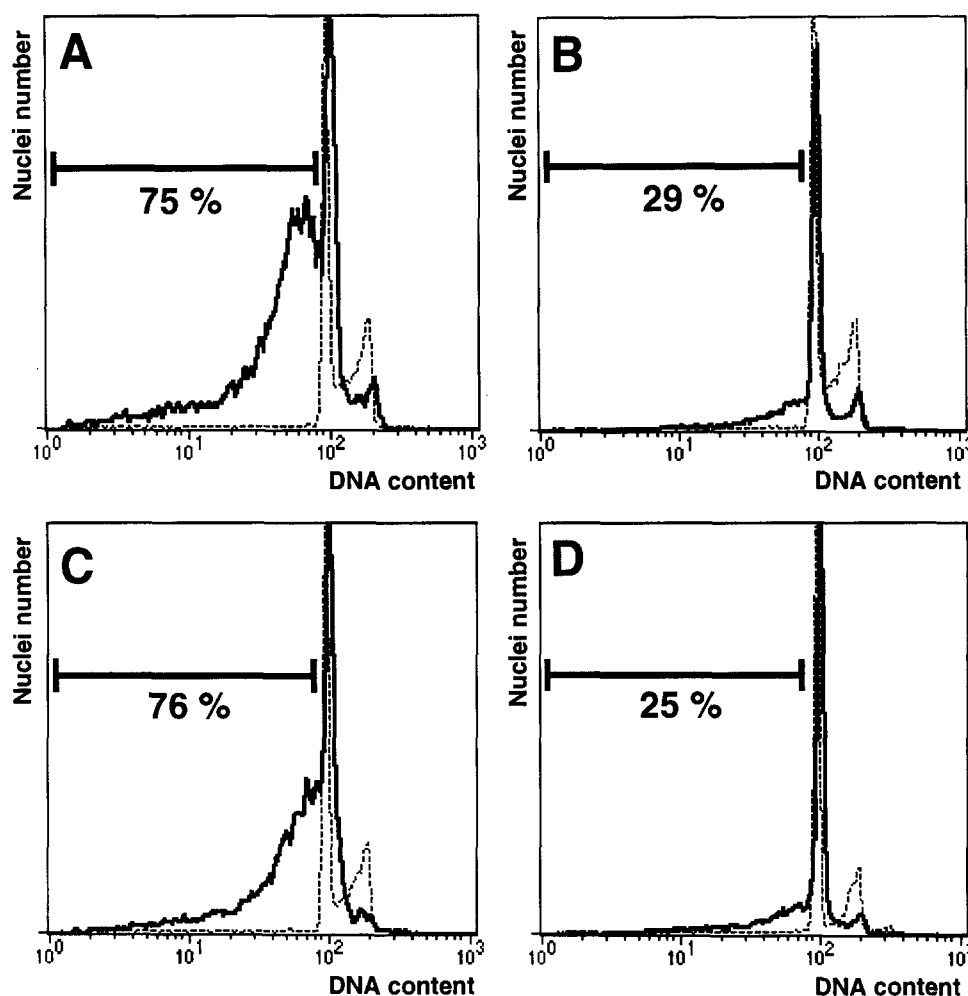 A
Nuclei number
75 %
10^0 10^1 10^2 10^3
DNA content
B
Nuclei number
29 %
10^0 10^1 10^2 10^3
DNA content
C
Nuclei number
76 %
10^0 10^1 10^2 10^3
DNA content
D
Nuclei number
25 %
10^0 10^1 10^2
DNA content